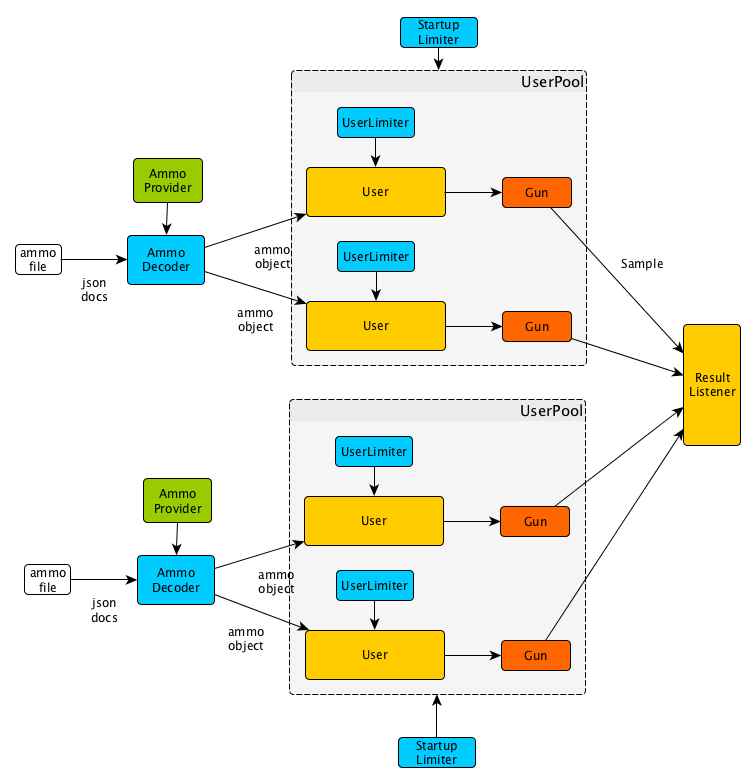 Startup
Limiter
UserPool
UserLimiter
Ammo
Provider
User
Gun
ammo
file
json
docs
Ammo
Decoder
ammo
object
UserLimiter
Sample
ammo
object
User
Gun
Result
Listener
UserPool
UserLimiter
Ammo
Provider
User
Gun
ammo
file
json
docs
Ammo
Decoder
ammo
object
UserLimiter
ammo
object
User
Gun
Startup
Limiter